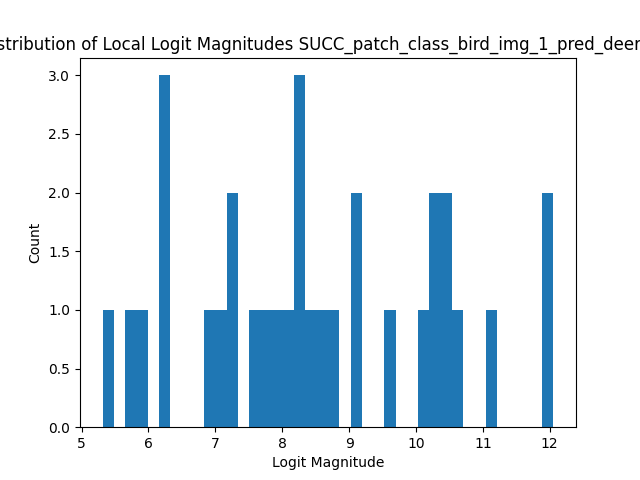 stribution of Local Logit Magnitudes SUCC_patch_class_bird_img_1_pred_deer
3.0
2.5
2.0
1.5
1.0
0.5
0.0
Count
5 6 7 8 9 10 11 12
Logit Magnitude